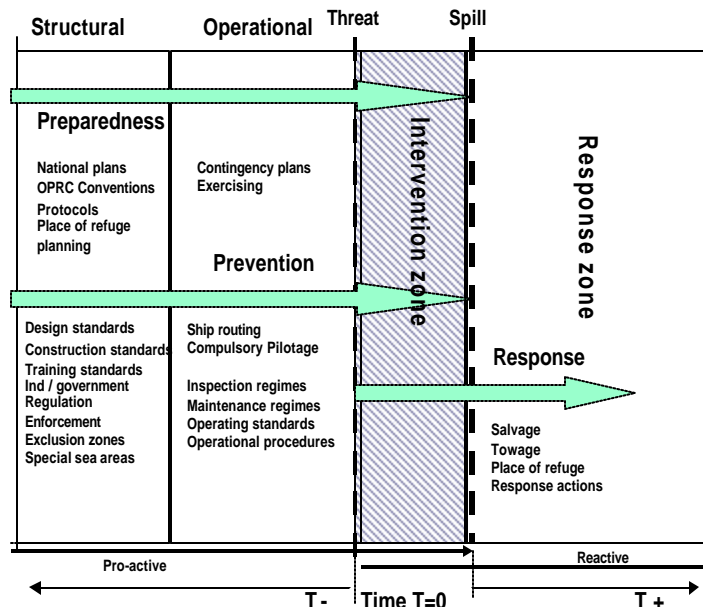 Structural
Operational
Threat
Spill
Preparedness
National plans
OPRC Conventions
Protocols
Place of refuge
planning
Contingency plans
Exercising
Intervention zone
Response zone
Prevention
Design standards
Construction standards
Training standards
Ind / government
Regulation
Enforcement
Exclusion zones
Special sea areas
Ship routing
Compulsory Pilotage
Inspection regimes
Maintenance regimes
Operating standards
Operational procedures
Response
Salvage
Towage
Place of refuge
Response actions
Pro-active
Reactive
T -
Time T=0
T +